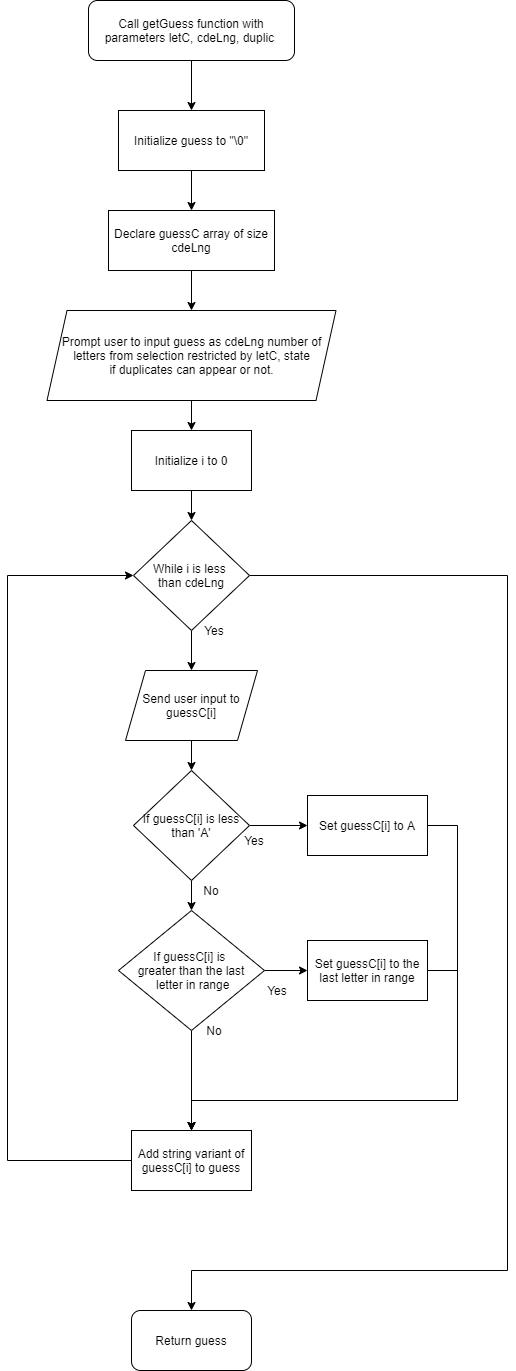 Call getGuess function with
parameters letC, cdeLng, duplic
Initialize guess to "\0"
Declare guessC array of size
cdeLng
Prompt user to input guess as cdeLng number of
letters from selection restricted by letC, state
if duplicates can appear or not.
Initialize i to 0
While i is less
than cdeLng
Yes
Send user input to
guessC[i]
If guessC[i] is less
than 'A'
Yes
Set guessC[i] to A
No
If guessC[i] is
greater than the last
letter in range
Yes
Set guessC[i] to the
last letter in range
No
Add string variant of
guessC[i] to guess
Return guess